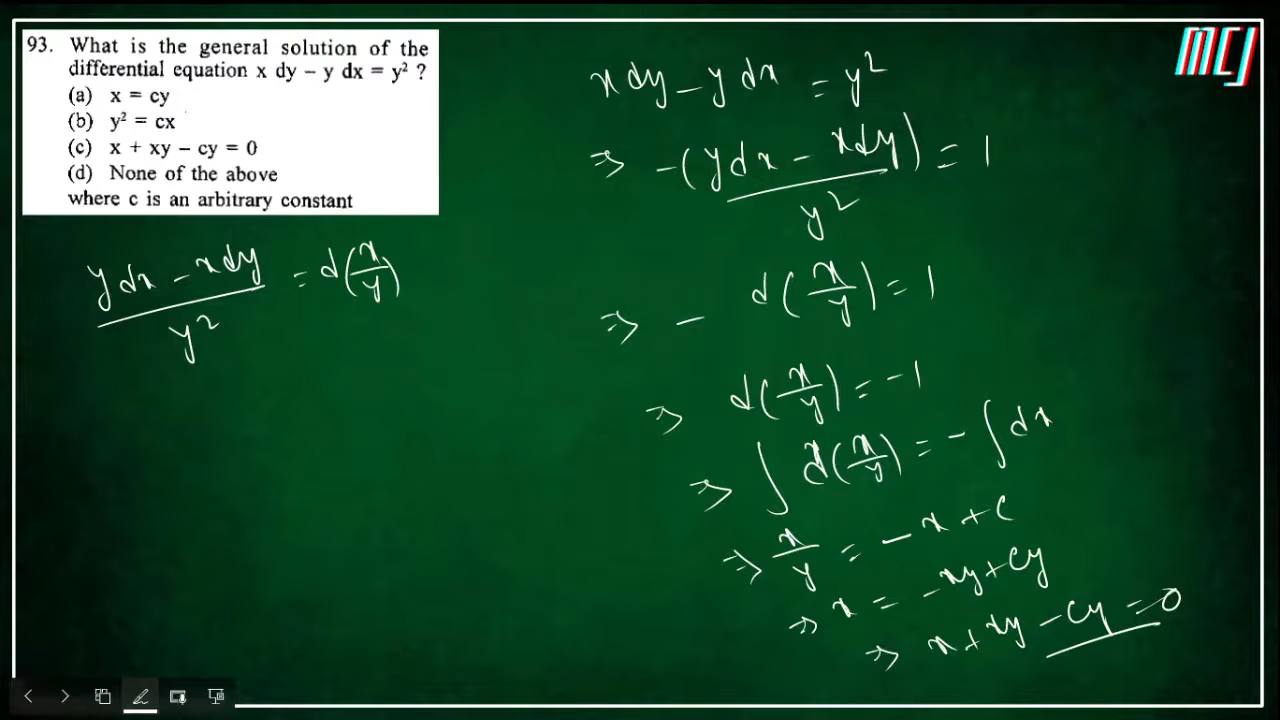 93. What is the general solution of the
differential equation x dy – y dx = y² ?
(a) x = cy
(b) y² = cx
(c) x + xy – cy = 0
(d) None of the above
where c is an arbitrary constant
MCJ
(y dx – x dy)/y² = d(x/y)
x dy – y dx = y²
⇒ –(y dx – x dy)/y² = 1
⇒ – d(x/y) = 1
⇒ d(x/y) = –1
⇒ ∫ d(x/y) = – ∫ dx
⇒ x/y = – x + c
⇒ x = – xy + cy
⇒ x + xy – cy = 0